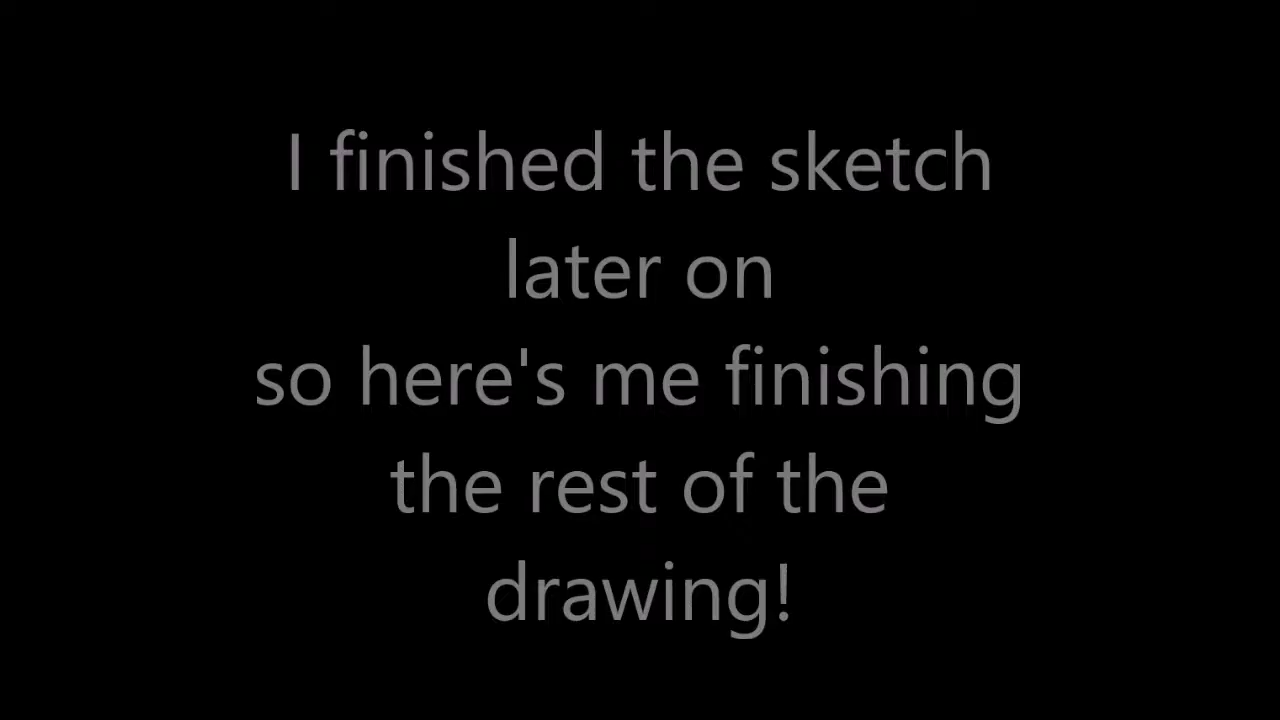 I finished the sketch
later on
so here's me finishing
the rest of the
drawing!